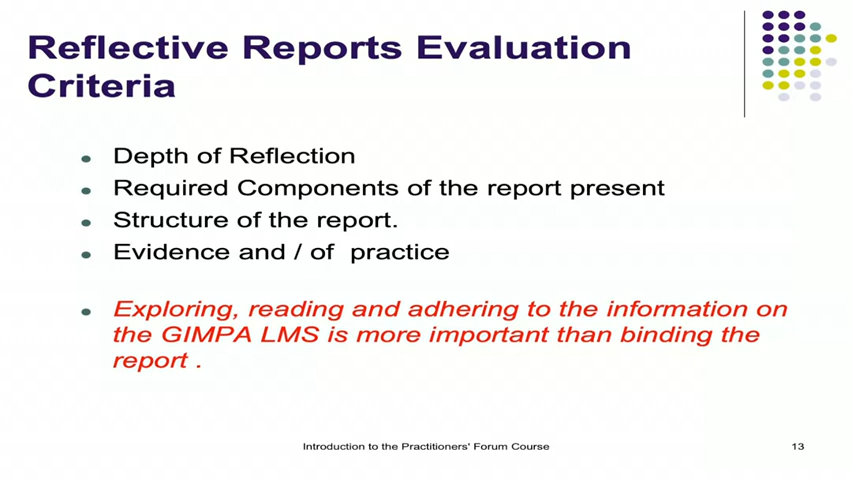 Reflective Reports Evaluation
Criteria
Depth of Reflection
Required Components of the report present
Structure of the report.
Evidence and / of practice
Exploring, reading and adhering to the information on
the GIMPA LMS is more important than binding the
report .
Introduction to the Practitioners' Forum Course
13